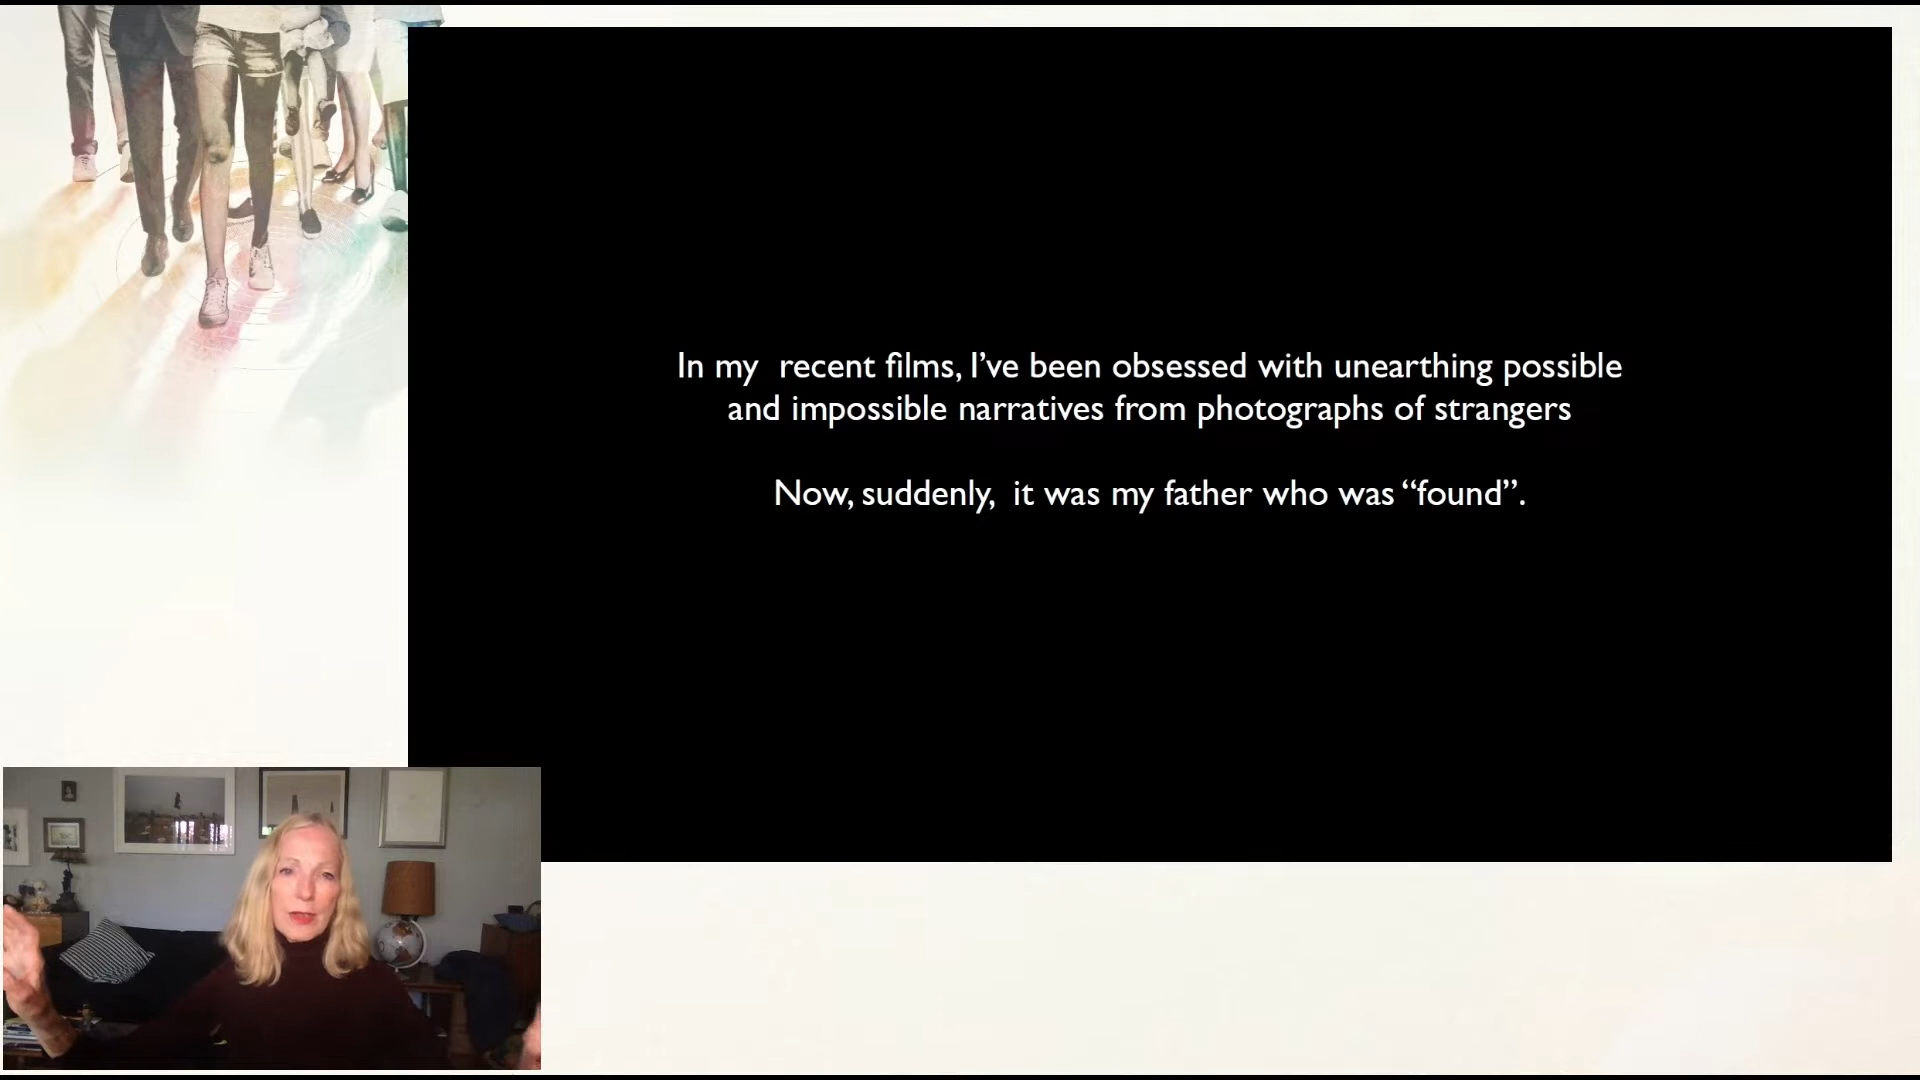 In my  recent films, I’ve been obsessed with unearthing possible
and impossible narratives from photographs of strangers
Now, suddenly,  it was my father who was “found”.